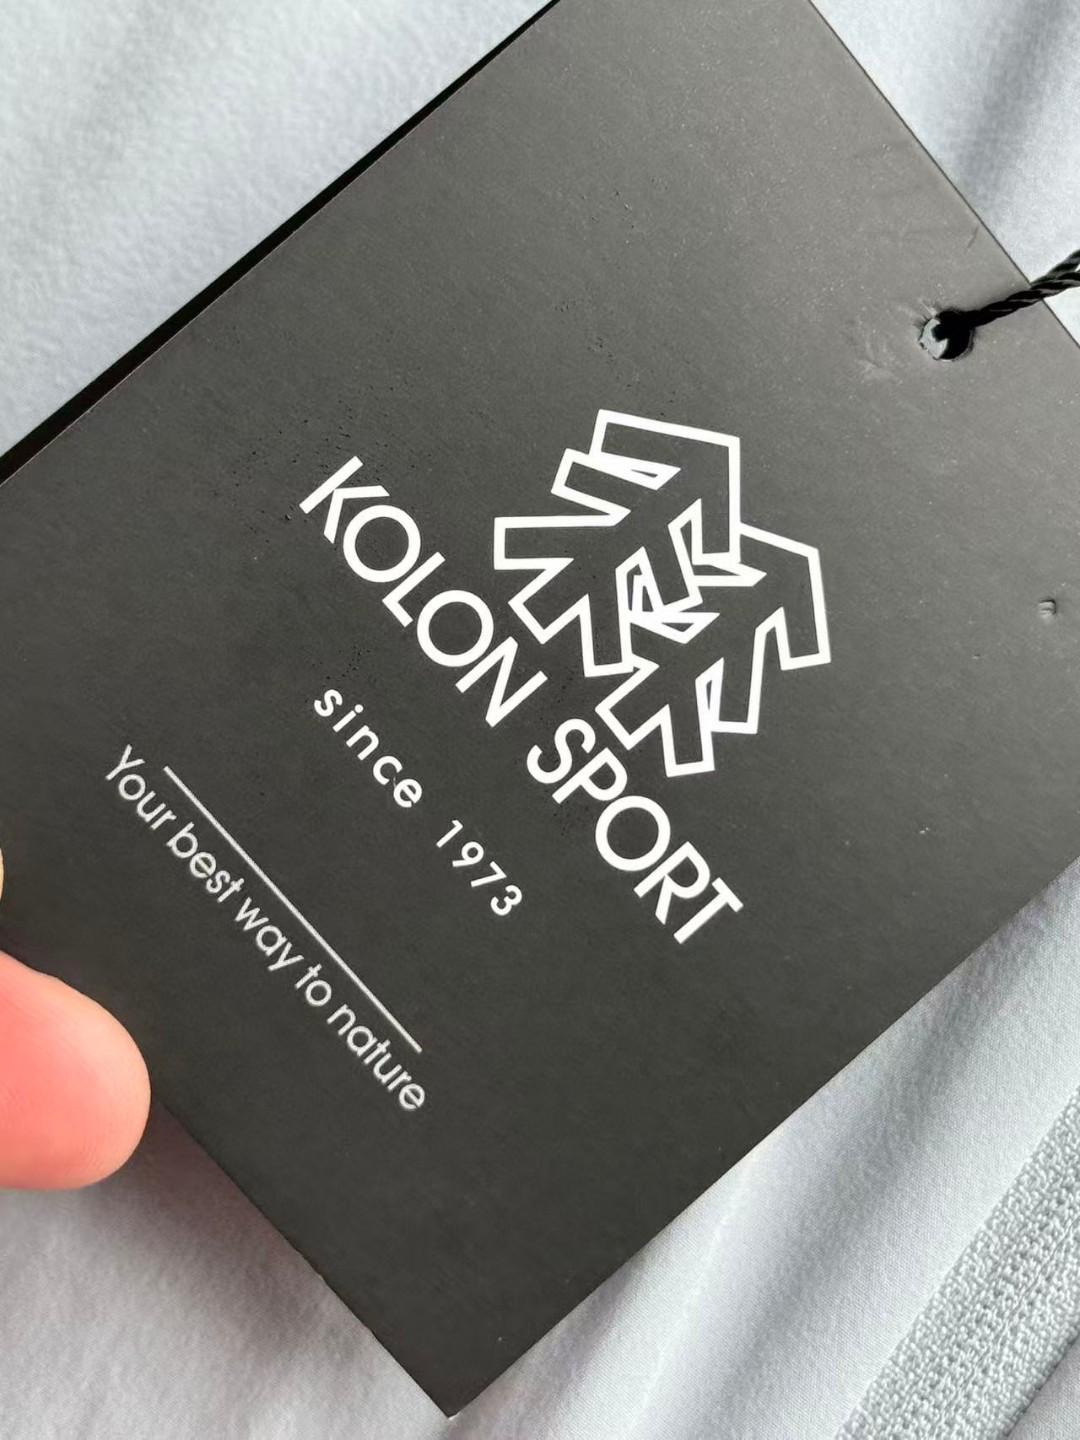 KOLON SPORT
since 1973
Your best way to nature